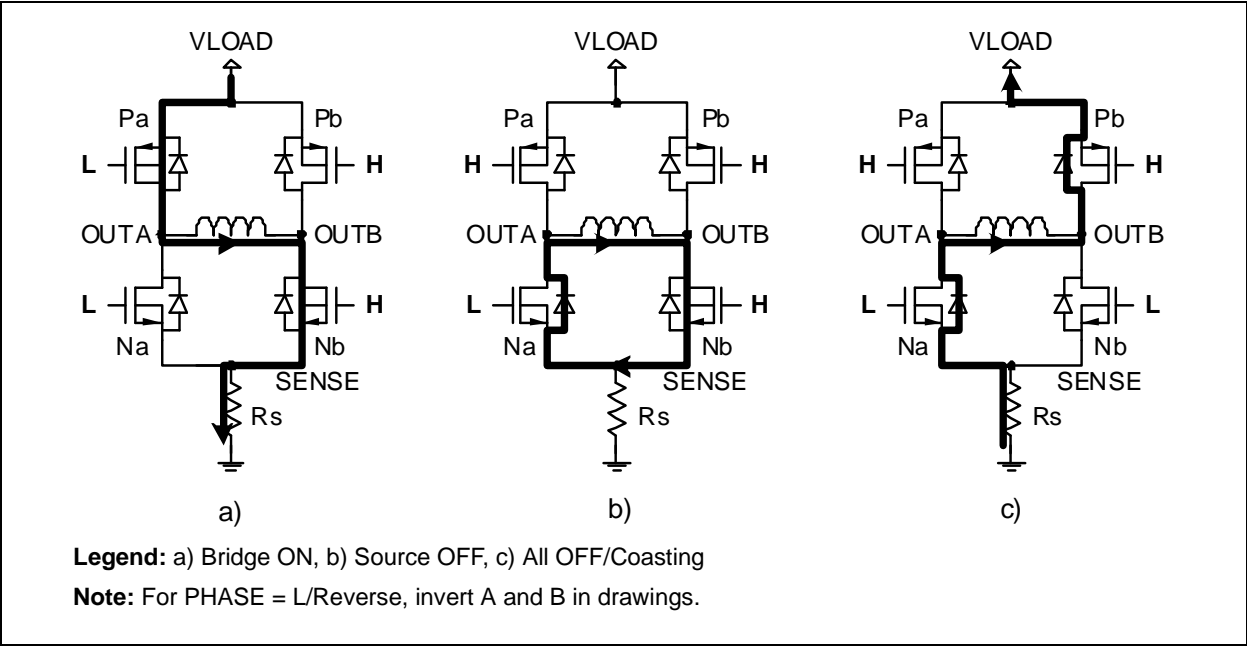 VLOAD VLOAD VLOAD
Pa Pb Pa Pb Pa Pb
L H H H H H
OUTA OUTB OUTA OUTB OUTA OUTB
L H L H L L
Na Nb Na Nb Na Nb
SENSE SENSE SENSE
Rs Rs Rs
a) b) c)
Legend: a) Bridge ON, b) Source OFF, c) All OFF/Coasting
Note: For PHASE = L/Reverse, invert A and B in drawings.